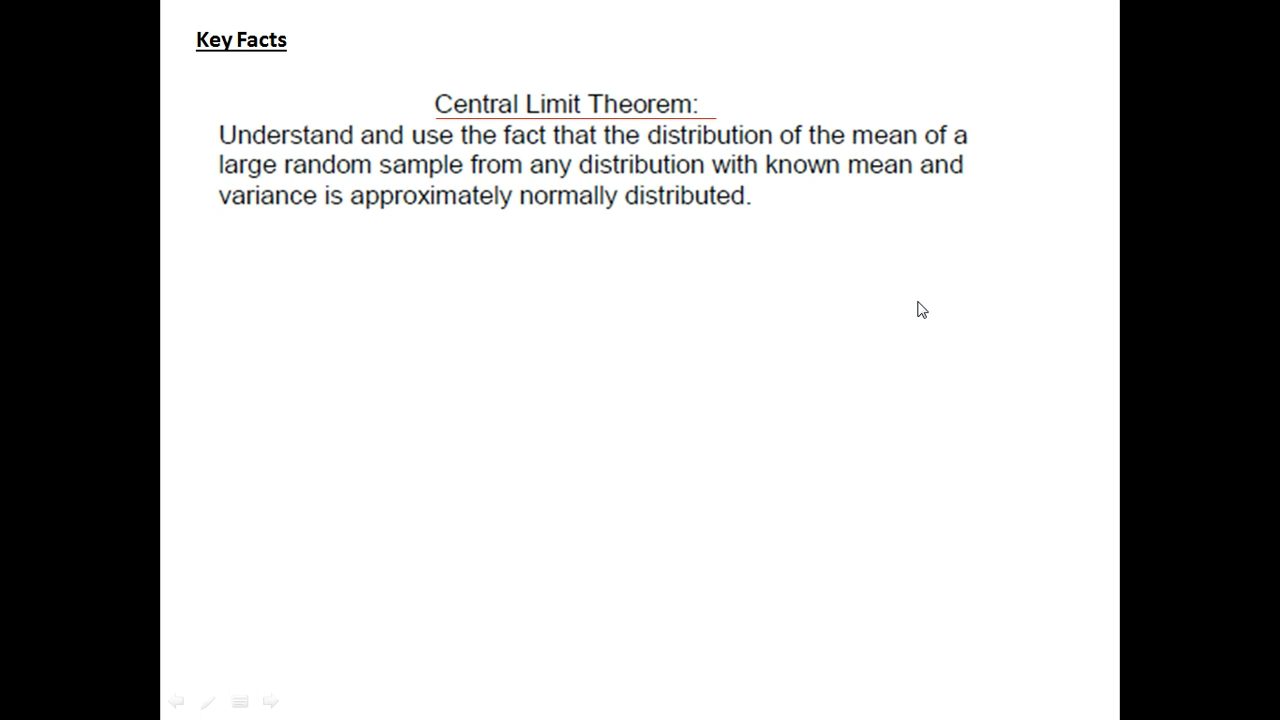 Key Facts
Central Limit Theorem:
Understand and use the fact that the distribution of the mean of a
large random sample from any distribution with known mean and
variance is approximately normally distributed.